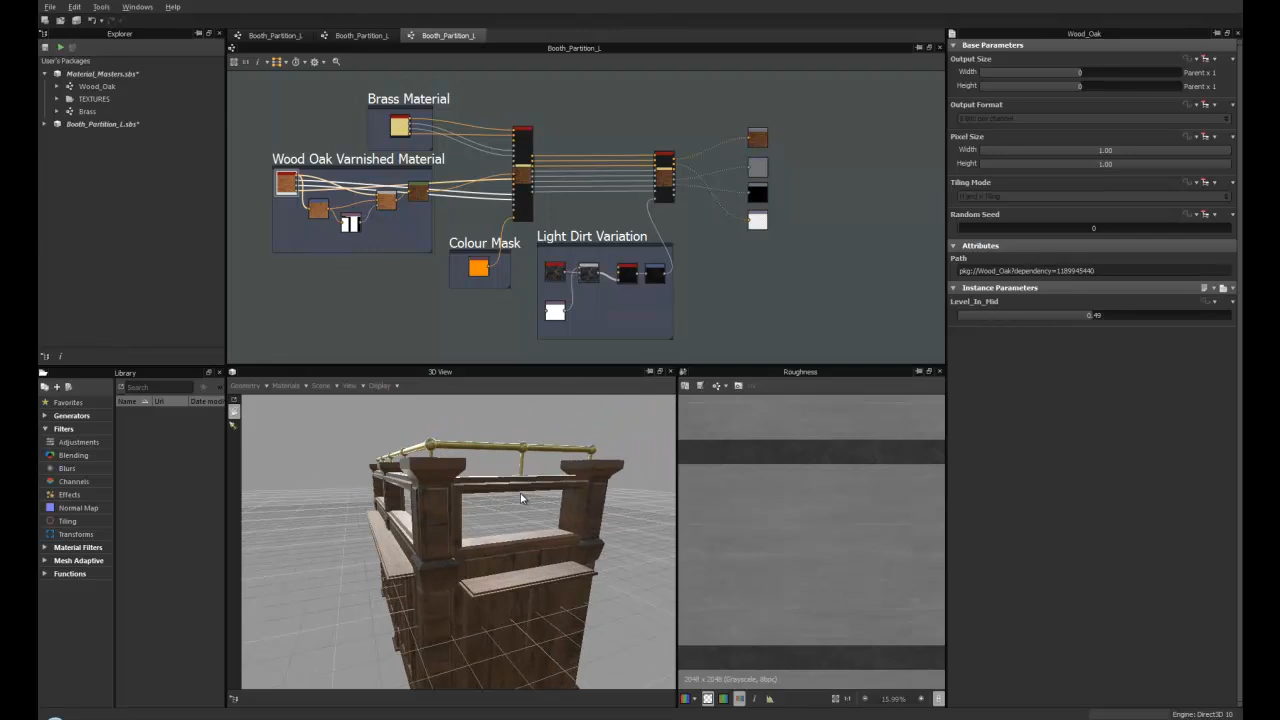 File Edit Tools Windows Help
Explorer
User's Packages
Material_Masters.sbs*
Wood_Oak
TEXTURES
Brass
Booth_Partition_L.sbs*
Booth_Partition_L Booth_Partition_L Booth_Partition_L
Booth_Partition_L
Brass Material
Wood Oak Varnished Material
Colour Mask
Light Dirt Variation
Library
Search
Name Url Date modi
Favorites
Generators
Filters
Adjustments
Blending
Blurs
Channels
Effects
Normal Map
Tiling
Transforms
Material Filters
Mesh Adaptive
Functions
3D View
Geometry Materials Scene View Display
Roughness
2048 x 2048 (Grayscale, 8bpc)
15.99%
Wood_Oak
Base Parameters
Output Size
Width 0 Parent x 1
Height 0 Parent x 1
Output Format
Pixel Size
Width 1.00
Height 1.00
Tiling Mode
Random Seed
0
Attributes
Path
pkg://Wood_Oak?dependency=1189945440
Instance Parameters
Level_In_Mid
0.49
Engine: Direct3D 10